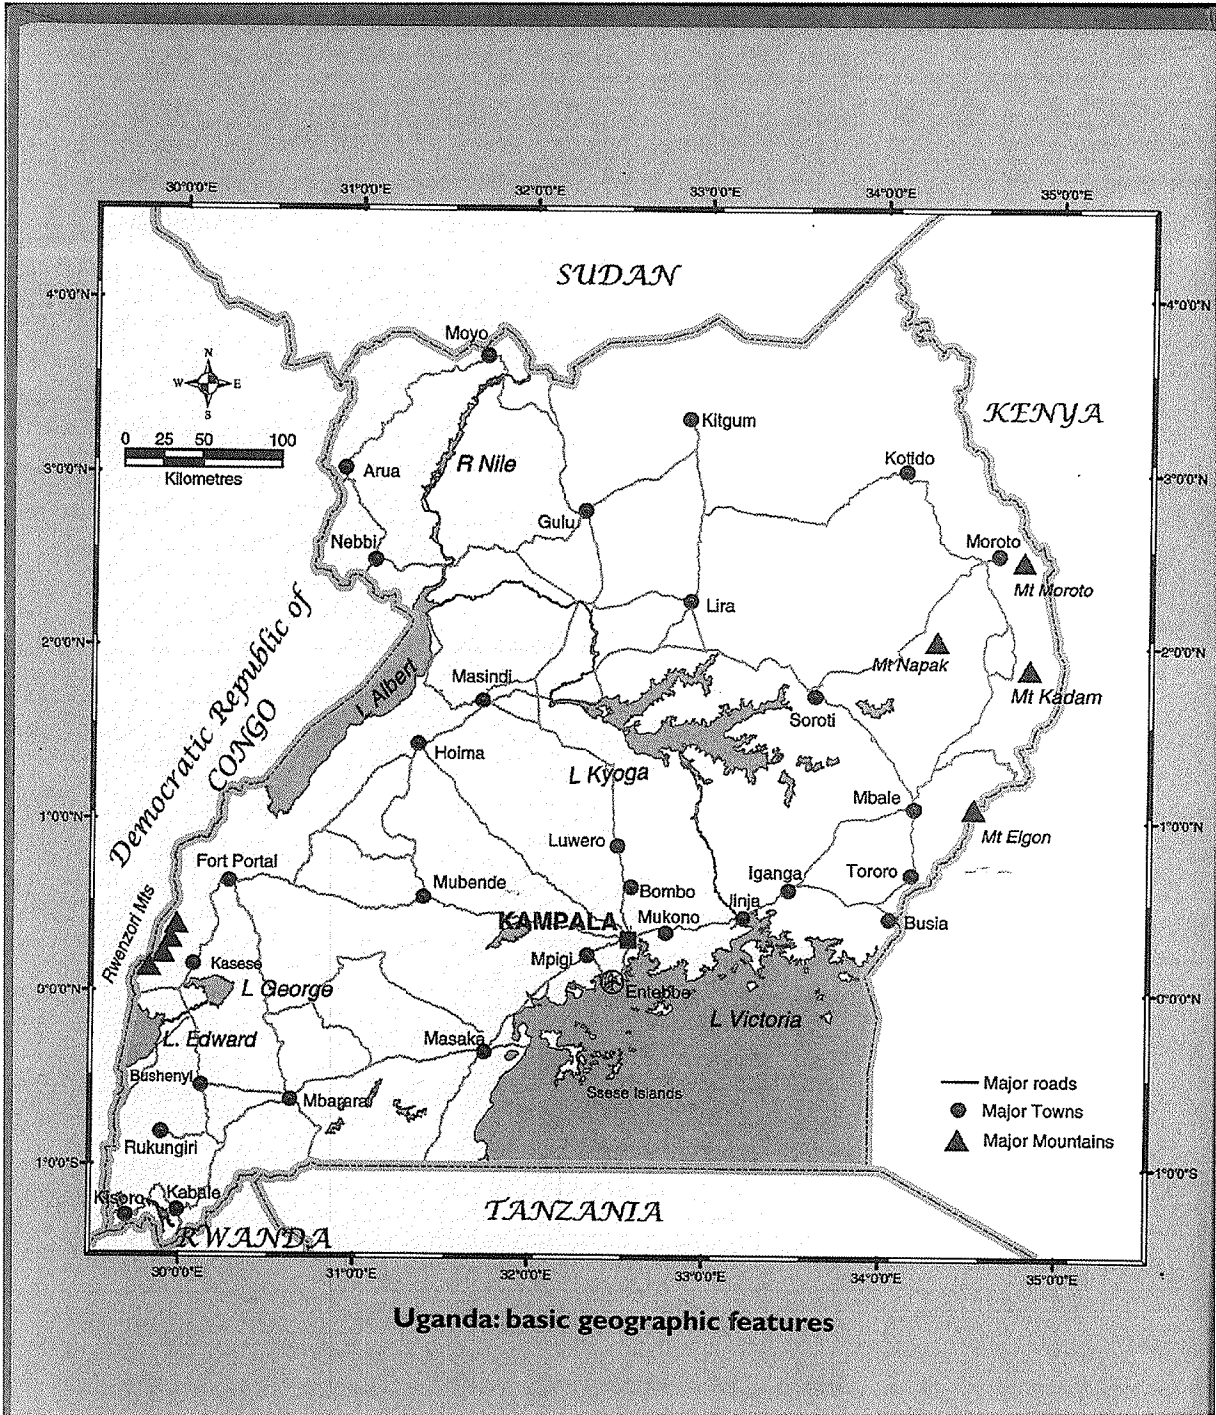 30°0'0"E 31°0'0"E 32°0'0"E 33°0'0"E 34°0'0"E 35°0'0"E
SUDAN
4°0'0"N
4°0'0"N
Moyo
N
W E
S
KENYA
Kitgum
0 25 50 100
Kilometres
R Nile
Kotido
3°0'0"N
Arua
3°0'0"N
Gulu
Nebbi
Moroto
Mt Moroto
Lira
Democratic Republic of
CONGO
2°0'0"N
Mt Napak
2°0'0"N
L Albert
Masindi
Mt Kadam
Soroti
Hoima
L Kyoga
Mbale
1°0'0"N
1°0'0"N
Mt Elgon
Luwero
Fort Portal
Iganga
Tororo
Mubende
Bombo
Rwenzori Mts
KAMPALA
Mukono
Jinja
Busia
Mpigi
Kasese
L George
Entebbe
0°0'0"N
0°0'0"N
L Victoria
L. Edward
Masaka
Bushenyi
Mbarara
Ssese Islands
Major roads
Major Towns
Major Mountains
Rukungiri
1°0'0"S
1°0'0"S
Kisoro
Kabale
TANZANIA
RWANDA
30°0'0"E 31°0'0"E 32°0'0"E 33°0'0"E 34°0'0"E 35°0'0"E
Uganda: basic geographic features